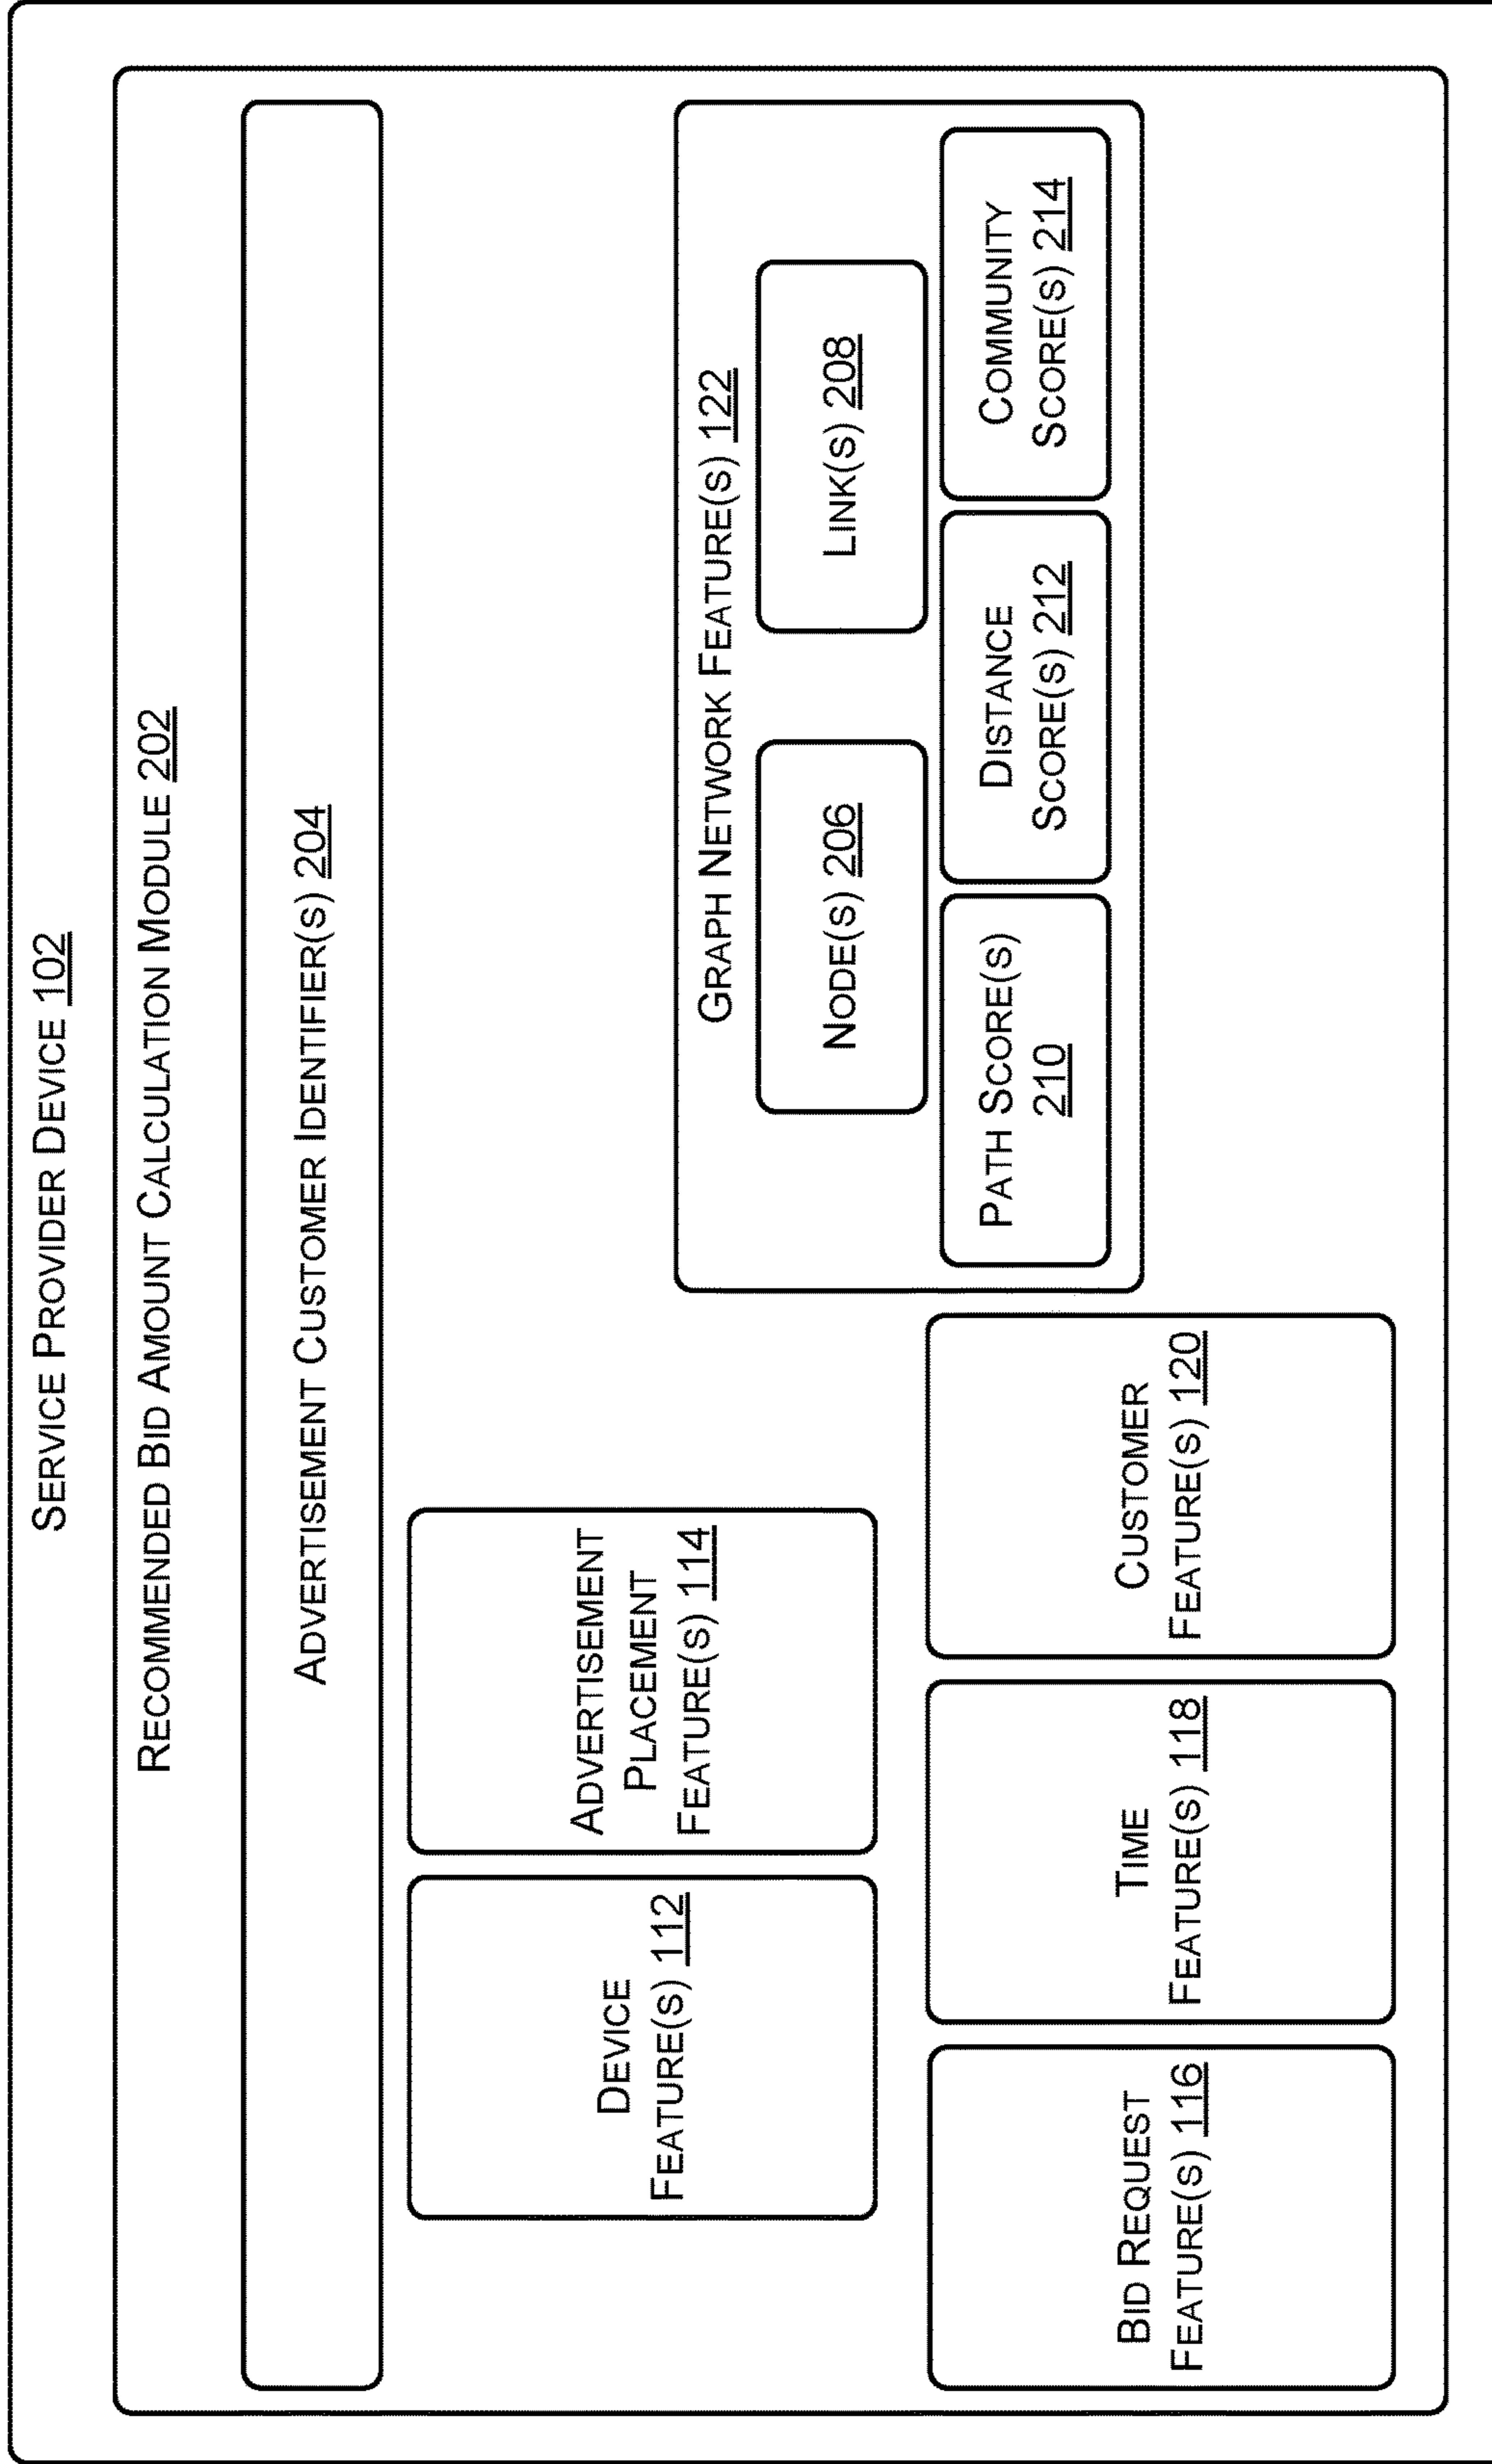 SERVICE PROVIDER DEVICE 102
RECOMMENDED BID AMOUNT CALCULATION MODULE 202
ADVERTISEMENT CUSTOMER IDENTIFIER(S) 204
DEVICE
FEATURE(S) 112
ADVERTISEMENT
PLACEMENT
FEATURE(S) 114
BID REQUEST
FEATURE(S) 116
TIME
FEATURE(S) 118
CUSTOMER
FEATURE(S) 120
GRAPH NETWORK FEATURE(S) 122
NODE(S) 206
LINK(S) 208
PATH SCORE(S)
210
DISTANCE
SCORE(S) 212
COMMUNITY
SCORE(S) 214